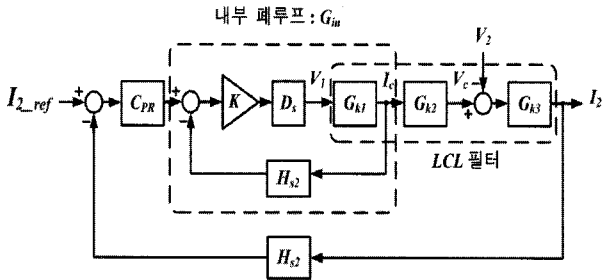 내부 폐루프 : G_in
V_2
I_2_ref
+
−
C_PR
+
−
K
D_s
V_1
G_k1
I_c
G_k2
V_c
−
+
G_k3
I_2
H_s2
LCL 필터
H_s2